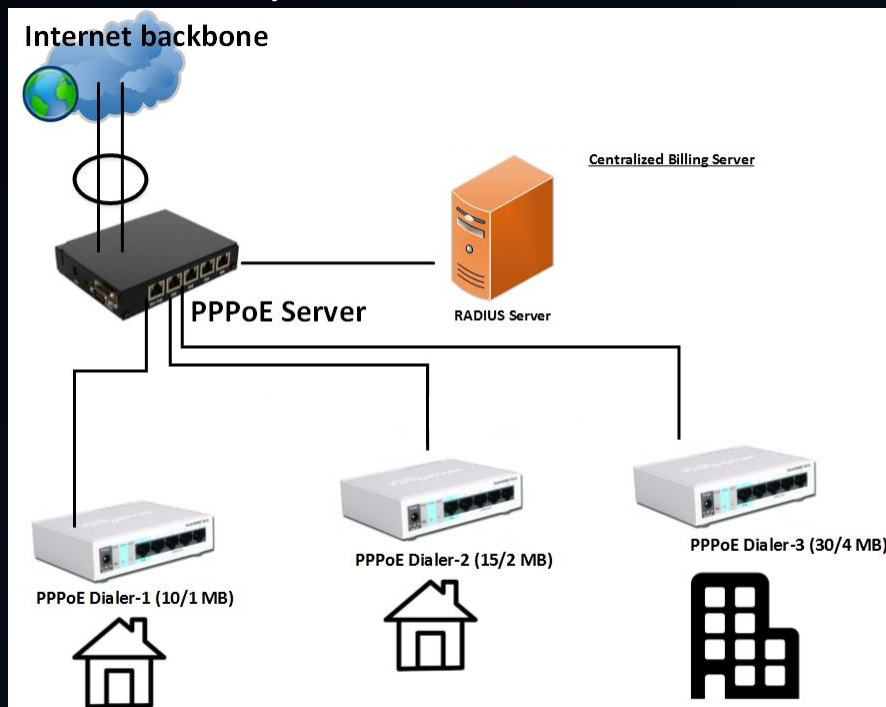 Internet backbone
Centralized Billing Server
PPPoE Server
RADIUS Server
PPPoE Dialer-1 (10/1 MB)
PPPoE Dialer-2 (15/2 MB)
PPPoE Dialer-3 (30/4 MB)